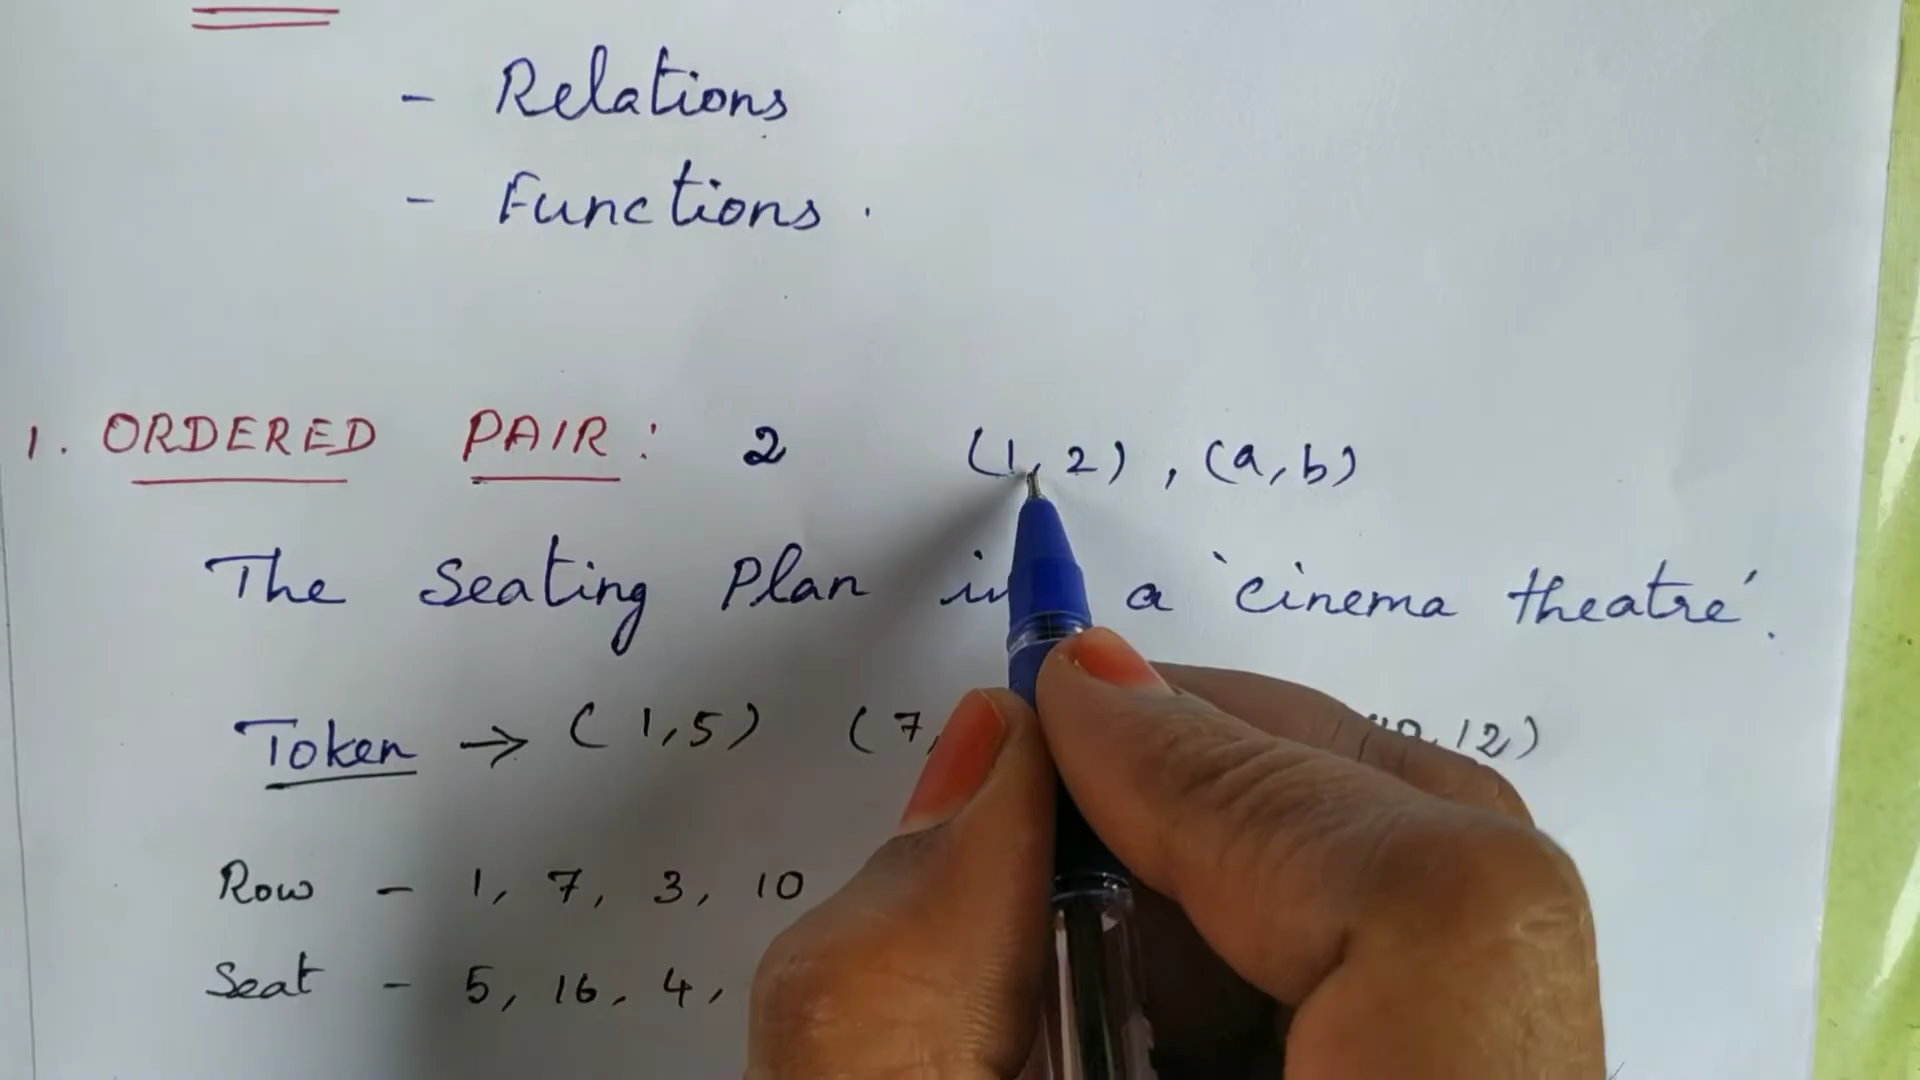 - Relations
- Functions.
1. ORDERED PAIR: 2 (1, 2), (a, b)
The Seating Plan in a 'cinema theatre'.
Token → (1,5) (7, 12)
Row - 1, 7, 3, 10
Seat - 5, 16, 4,